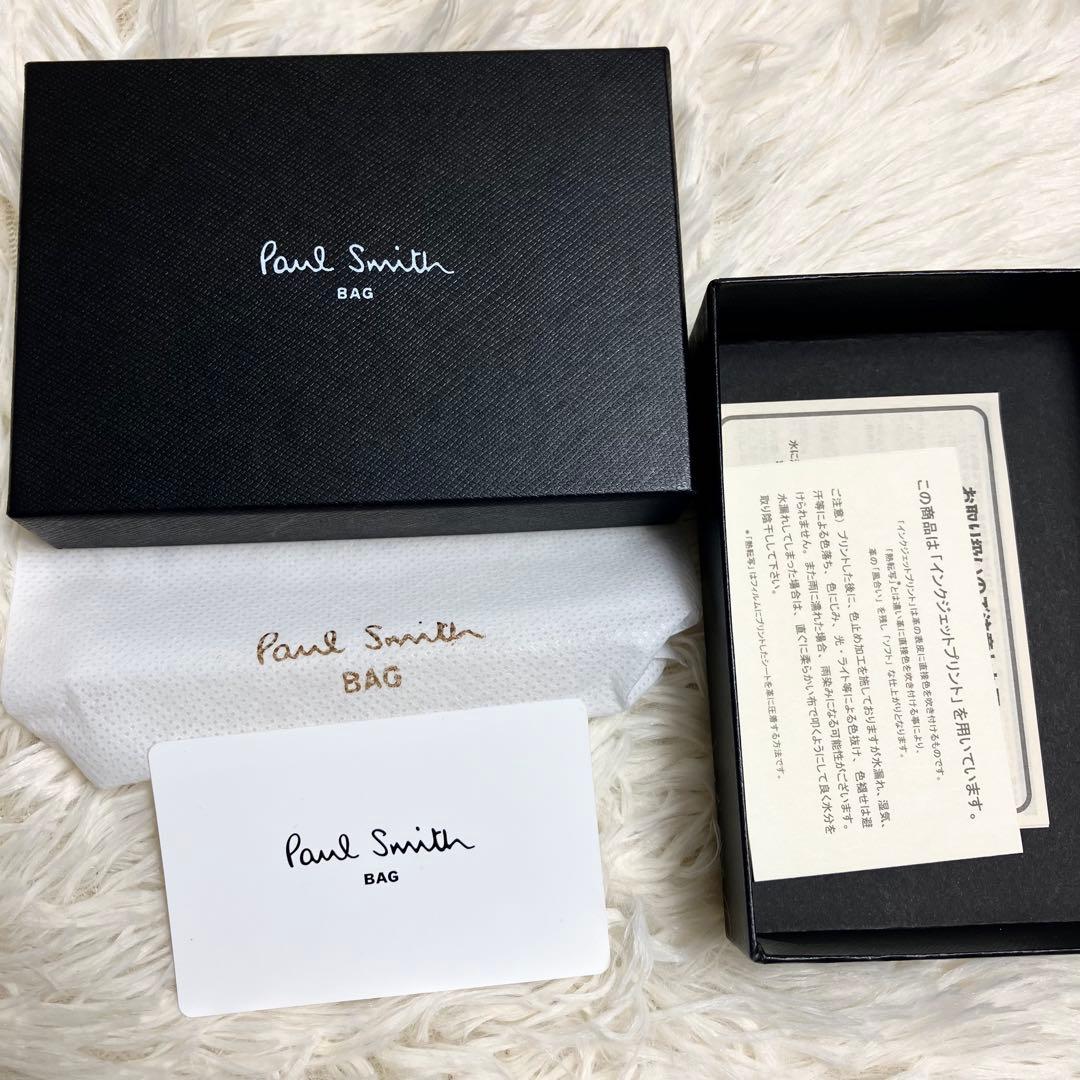 Paul Smith
BAG
Paul Smith
BAG
Paul Smith
BAG
水に
この商品は「インクジェットプリント」を用いています。
「インクジェットプリント」は革の表皮に直接色を吹き付けるものです。
「熱転写」*とは違い革に直接色を吹き付ける事により、
革の「風合い」を残し「ソフト」な仕上がりとなります。
ご注意) プリントした後に、色止め加工を施しておりますが水漏れ、湿気、
汗等による色落ち、色にじみ、光・ライト等による色抜け、色褪せは避
けられません。また雨に濡れた場合、雨染みになる可能性がございます。
水漏れしてしまった場合は、直ぐに柔らかい布で叩くようにして良く水分を
取り陰干しして下さい。
*「熱転写」はフィルムにプリントしたシートを革に圧着する方法です。